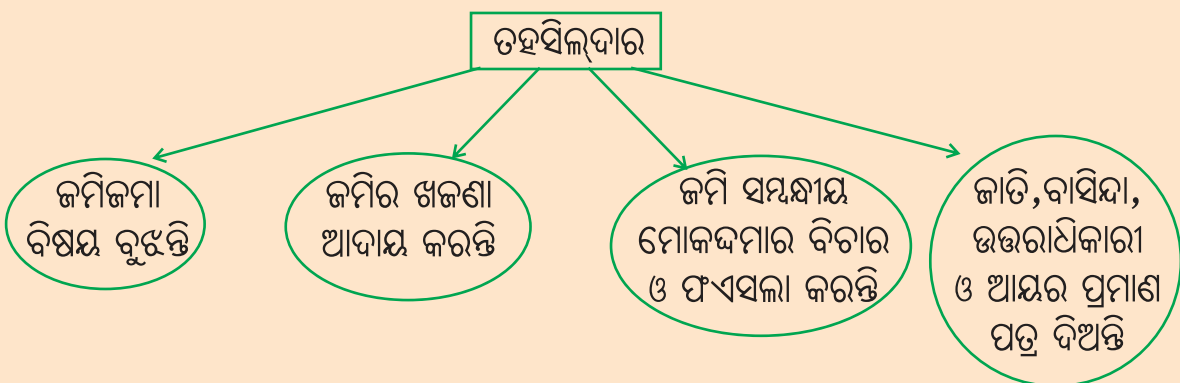 ତହସିଲ୍‌ଦାର
ଜମିଜମା
ବିଷୟ ବୁଝନ୍ତି
ଜମିର ଖଜଣା
ଆଦାୟ କରନ୍ତି
ଜମି ସମ୍ବନ୍ଧୀୟ
ମୋକଦ୍ଦମାର ବିଚାର
ଓ ଫଏସଲା କରନ୍ତି
ଜାତି,ବାସିନ୍ଦା,
ଉତ୍ତରାଧିକାରୀ
ଓ ଆୟର ପ୍ରମାଣ
ପତ୍ର ଦିଅନ୍ତି